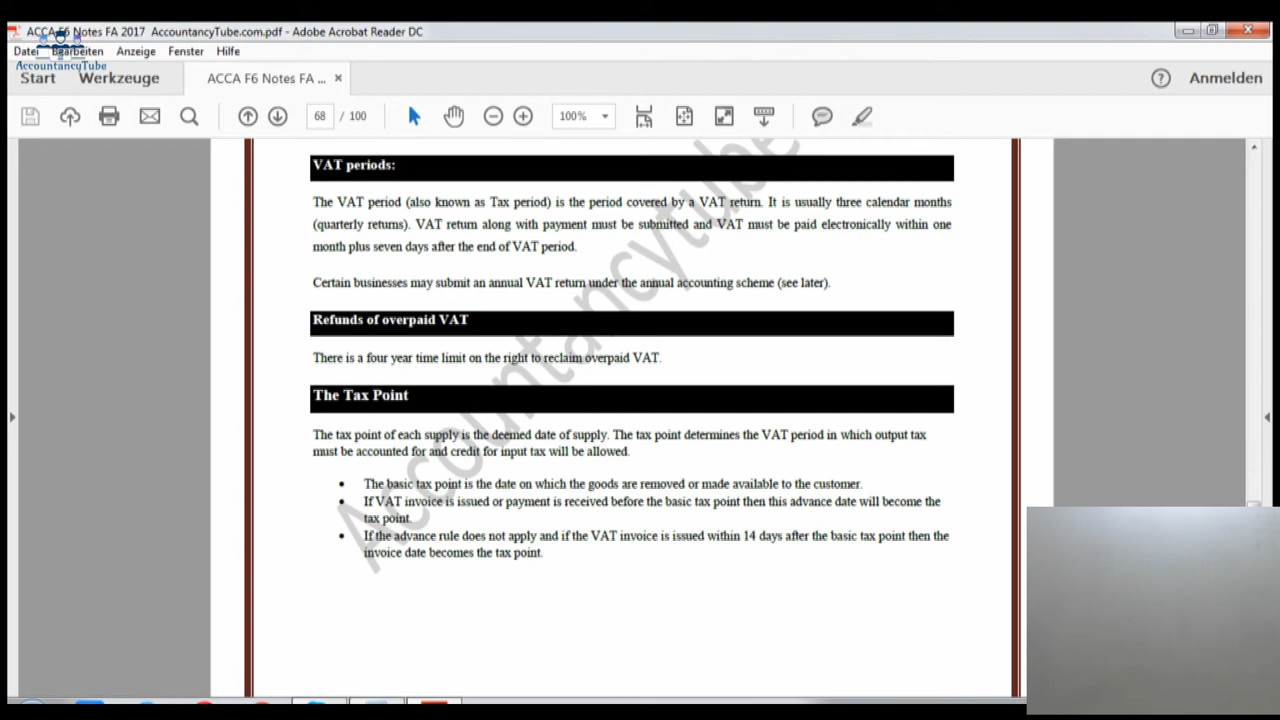 ACCA F6 Notes FA 2017 AccountancyTube.com.pdf - Adobe Acrobat Reader DC
Datei Bearbeiten Anzeige Fenster Hilfe
AccountancyTube
Start Werkzeuge ACCA F6 Notes FA ... × Anmelden
68 / 100 100%
VAT periods:
The VAT period (also known as Tax period) is the period covered by a VAT return. It is usually three calendar months
(quarterly returns). VAT return along with payment must be submitted and VAT must be paid electronically within one
month plus seven days after the end of VAT period.
Certain businesses may submit an annual VAT return under the annual accounting scheme (see later).
Refunds of overpaid VAT
There is a four year time limit on the right to reclaim overpaid VAT.
The Tax Point
The tax point of each supply is the deemed date of supply. The tax point determines the VAT period in which output tax
must be accounted for and credit for input tax will be allowed.
• The basic tax point is the date on which the goods are removed or made available to the customer.
• If VAT invoice is issued or payment is received before the basic tax point then this advance date will become the
tax point.
• If the advance rule does not apply and if the VAT invoice is issued within 14 days after the basic tax point then the
invoice date becomes the tax point.
Accountancytube